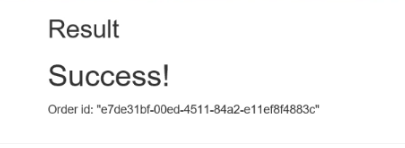 Result
Success!
Order id: "e7de31bf-00ed-4511-84a2-e11ef8f4883c"